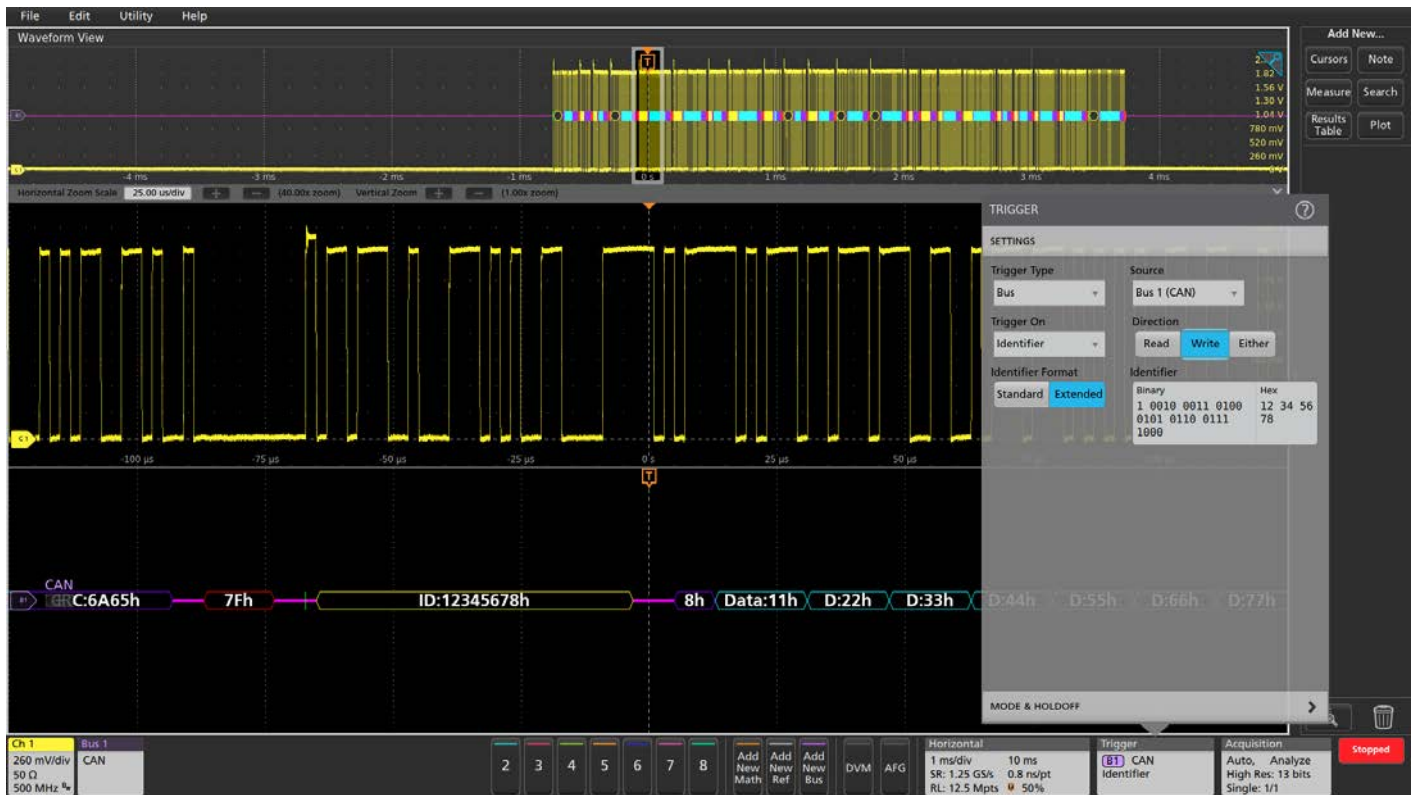 File Edit Utility Help
Waveform View
Add New...
Cursors Note
Measure Search
Results Table Plot
1.82
1.56 V
1.30 V
1.04 V
780 mV
520 mV
260 mV
-4 ms -3 ms -2 ms -1 ms 0 s 1 ms 2 ms 3 ms 4 ms
Horizontal Zoom Scale 25.00 us/div + — (40.00x zoom) Vertical Zoom + — (1.00x zoom)
T
TRIGGER ?
SETTINGS
Trigger Type Source
Bus Bus 1 (CAN)
Trigger On Direction
Identifier Read Write Either
Identifier Format Identifier
Standard Extended
Binary Hex
1 0010 0011 0100 12 34 56
0101 0110 0111 78
1000
MODE & HOLDOFF
C1
-100 µs -75 µs -50 µs -25 µs 0 s 25 µs 50 µs
T
CAN
B1 C:6A65h 7Fh ID:12345678h 8h Data:11h D:22h D:33h D:44h D:55h D:66h D:77h
Ch 1
260 mV/div
50 Ω
500 MHz
Bus 1
CAN
2 3 4 5 6 7 8
Add New Math
Add New Ref
Add New Bus
DVM AFG
Horizontal
1 ms/div 10 ms
SR: 1.25 GS/s 0.8 ns/pt
RL: 12.5 Mpts 50%
Trigger
B1 CAN
Identifier
Acquisition
Auto, Analyze
High Res: 13 bits
Single: 1/1
Stopped